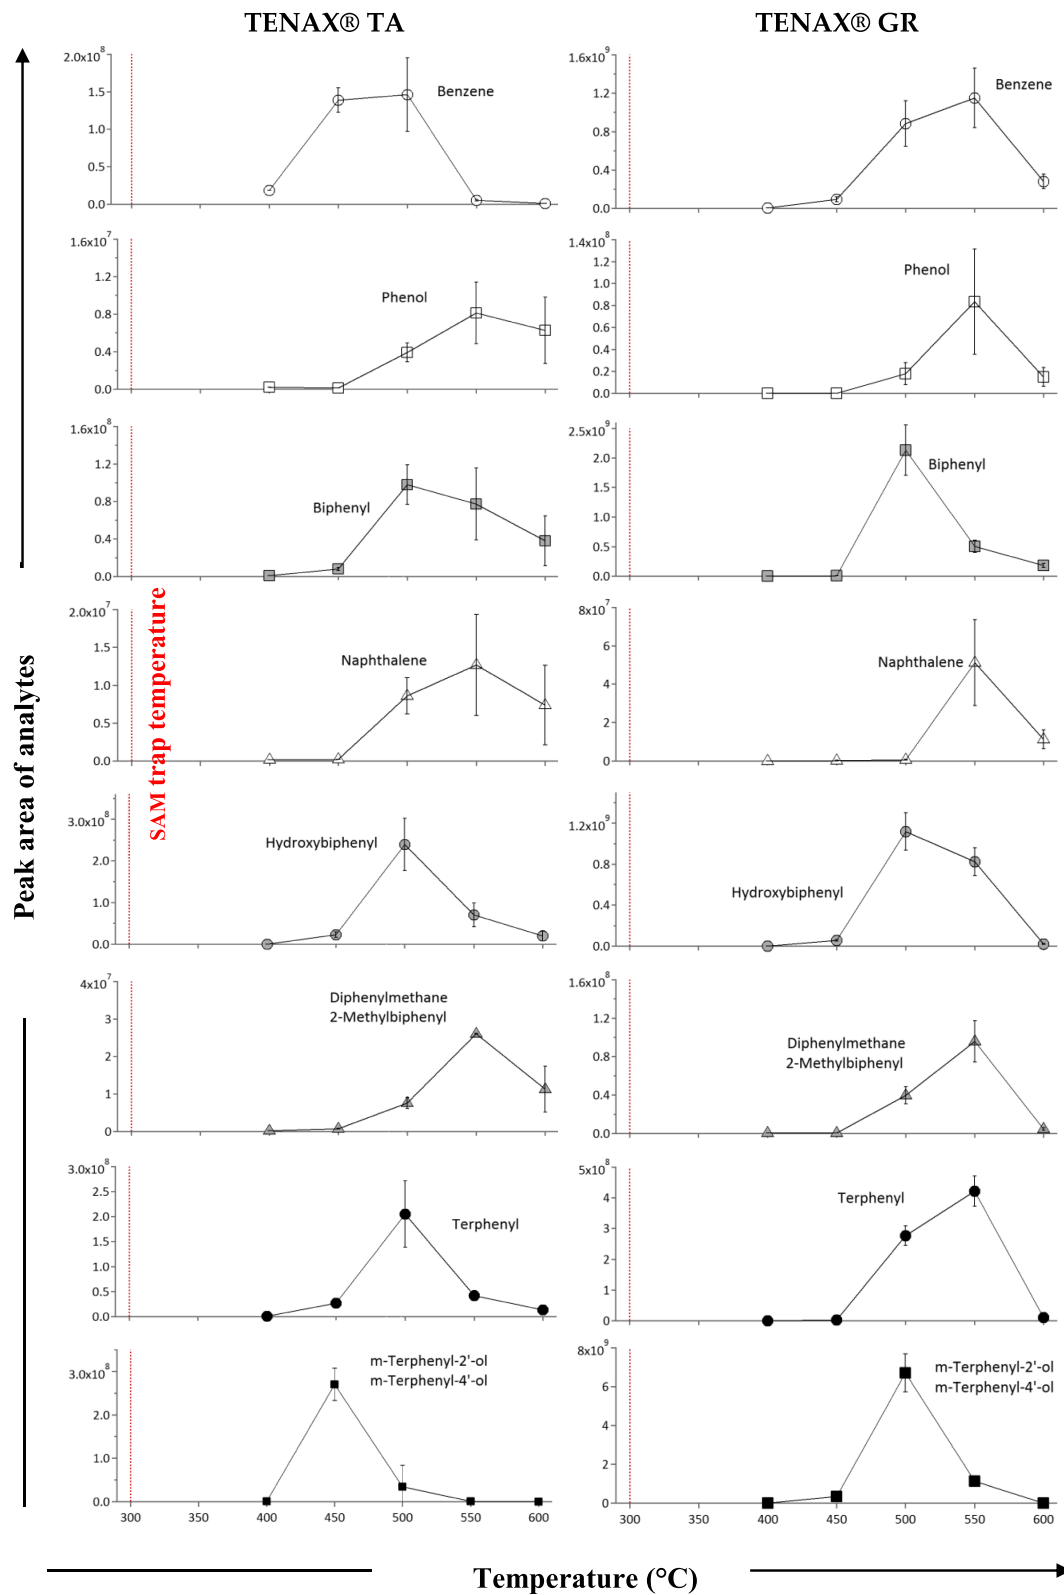 TENAX® TA
TENAX® GR
2.0x10⁸
1.5
1.0
0.5
0.0
Benzene
1.6x10⁹
1.2
0.8
0.4
0.0
Benzene
1.6x10⁷
1.2
0.8
0.4
0.0
Phenol
1.4x10⁸
1.2
1.0
0.8
0.6
0.4
0.2
0.0
Phenol
1.6x10⁸
1.2
0.8
0.4
0.0
Biphenyl
2.5x10⁹
2.0
1.5
1.0
0.5
0.0
Biphenyl
2.0x10⁷
1.5
1.0
0.5
0.0
Naphthalene
8x10⁷
6
4
2
0
Naphthalene
SAM trap temperature
Peak area of analytes
3.0x10⁸
2.0
1.0
0.0
Hydroxybiphenyl
1.2x10⁹
0.8
0.4
0.0
Hydroxybiphenyl
4x10⁷
3
2
1
0
Diphenylmethane
2-Methylbiphenyl
1.6x10⁸
1.2
0.8
0.4
0.0
Diphenylmethane
2-Methylbiphenyl
3.0x10⁸
2.5
2.0
1.5
1.0
0.5
0.0
Terphenyl
5x10⁸
4
3
2
1
0
Terphenyl
3.0x10⁸
2.0
1.0
0.0
m-Terphenyl-2'-ol
m-Terphenyl-4'-ol
8x10⁹
6
4
2
0
m-Terphenyl-2'-ol
m-Terphenyl-4'-ol
300 350 400 450 500 550 600
300 350 400 450 500 550 600
Temperature (°C)